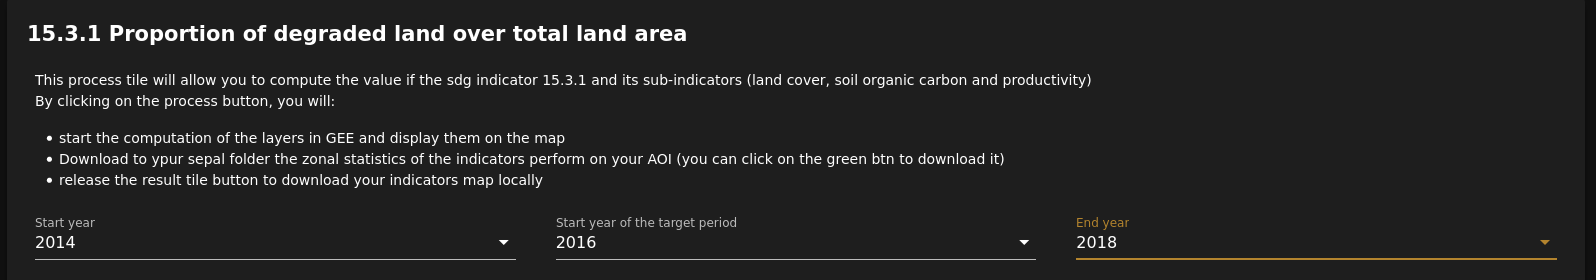 15.3.1 Proportion of degraded land over total land area
This process tile will allow you to compute the value if the sdg indicator 15.3.1 and its sub-indicators (land cover, soil organic carbon and productivity)
By clicking on the process button, you will:
• start the computation of the layers in GEE and display them on the map
• Download to ypur sepal folder the zonal statistics of the indicators perform on your AOI (you can click on the green btn to download it)
• release the result tile button to download your indicators map locally
Start year Start year of the target period End year
2014 2016 2018